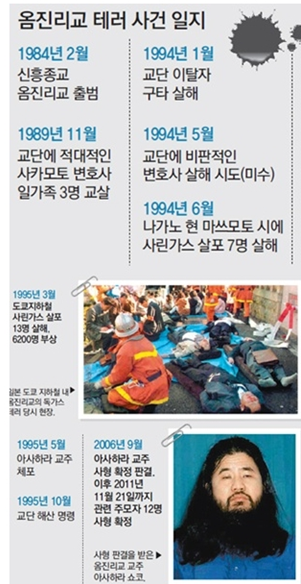 옴진리교 테러 사건 일지
1984년 2월
신흥종교
옴진리교 출범
1989년 11월
교단에 적대적인
사카모토 변호사
일가족 3명 교살
1994년 1월
교단 이탈자
구타 살해
1994년 5월
교단에 비판적인
변호사 살해 시도(미수)
1994년 6월
나가노 현 마쓰모토 시에
사린가스 살포 7명 살해
1995년 3월
도쿄지하철
사린가스 살포
13명 살해,
6200명 부상
일본 도쿄 지하철 내
옴진리교의 독가스
테러 당시 현장.
1995년 5월
아사하라 교주
체포
1995년 10월
교단 해산 명령
2006년 9월
아사하라 교주
사형 확정 판결.
이후 2011년
11월 21일까지
관련 주모자 12명
사형 확정
사형 판결을 받은
옴진리교 교주
아사하라 쇼코.